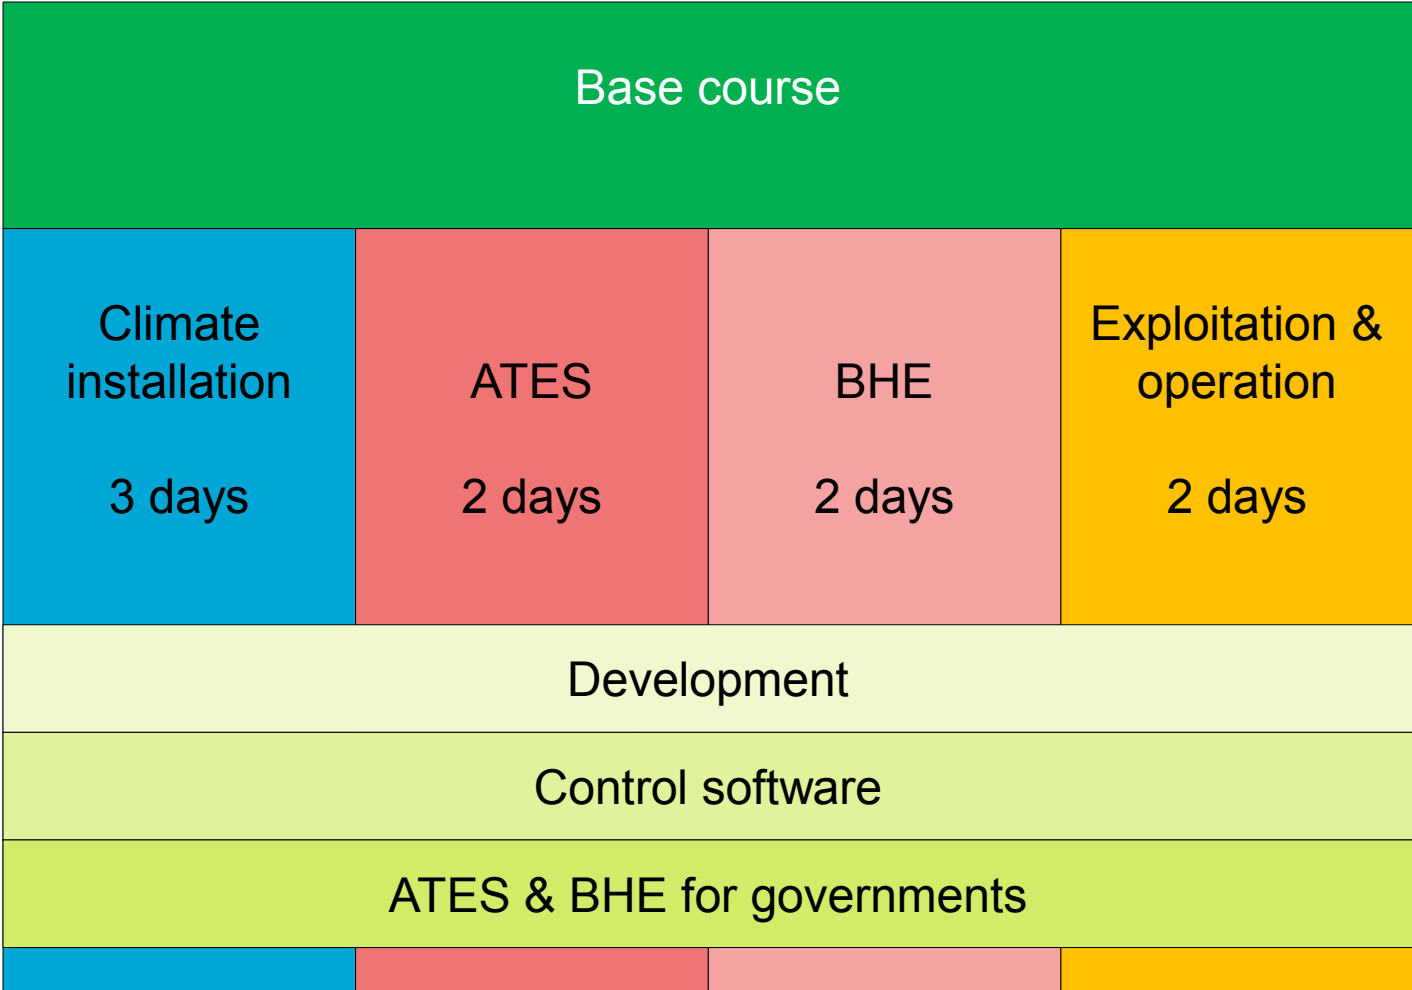 Base course
Climate
installation
3 days
ATES
2 days
BHE
2 days
Exploitation &
operation
2 days
Development
Control software
ATES & BHE for governments